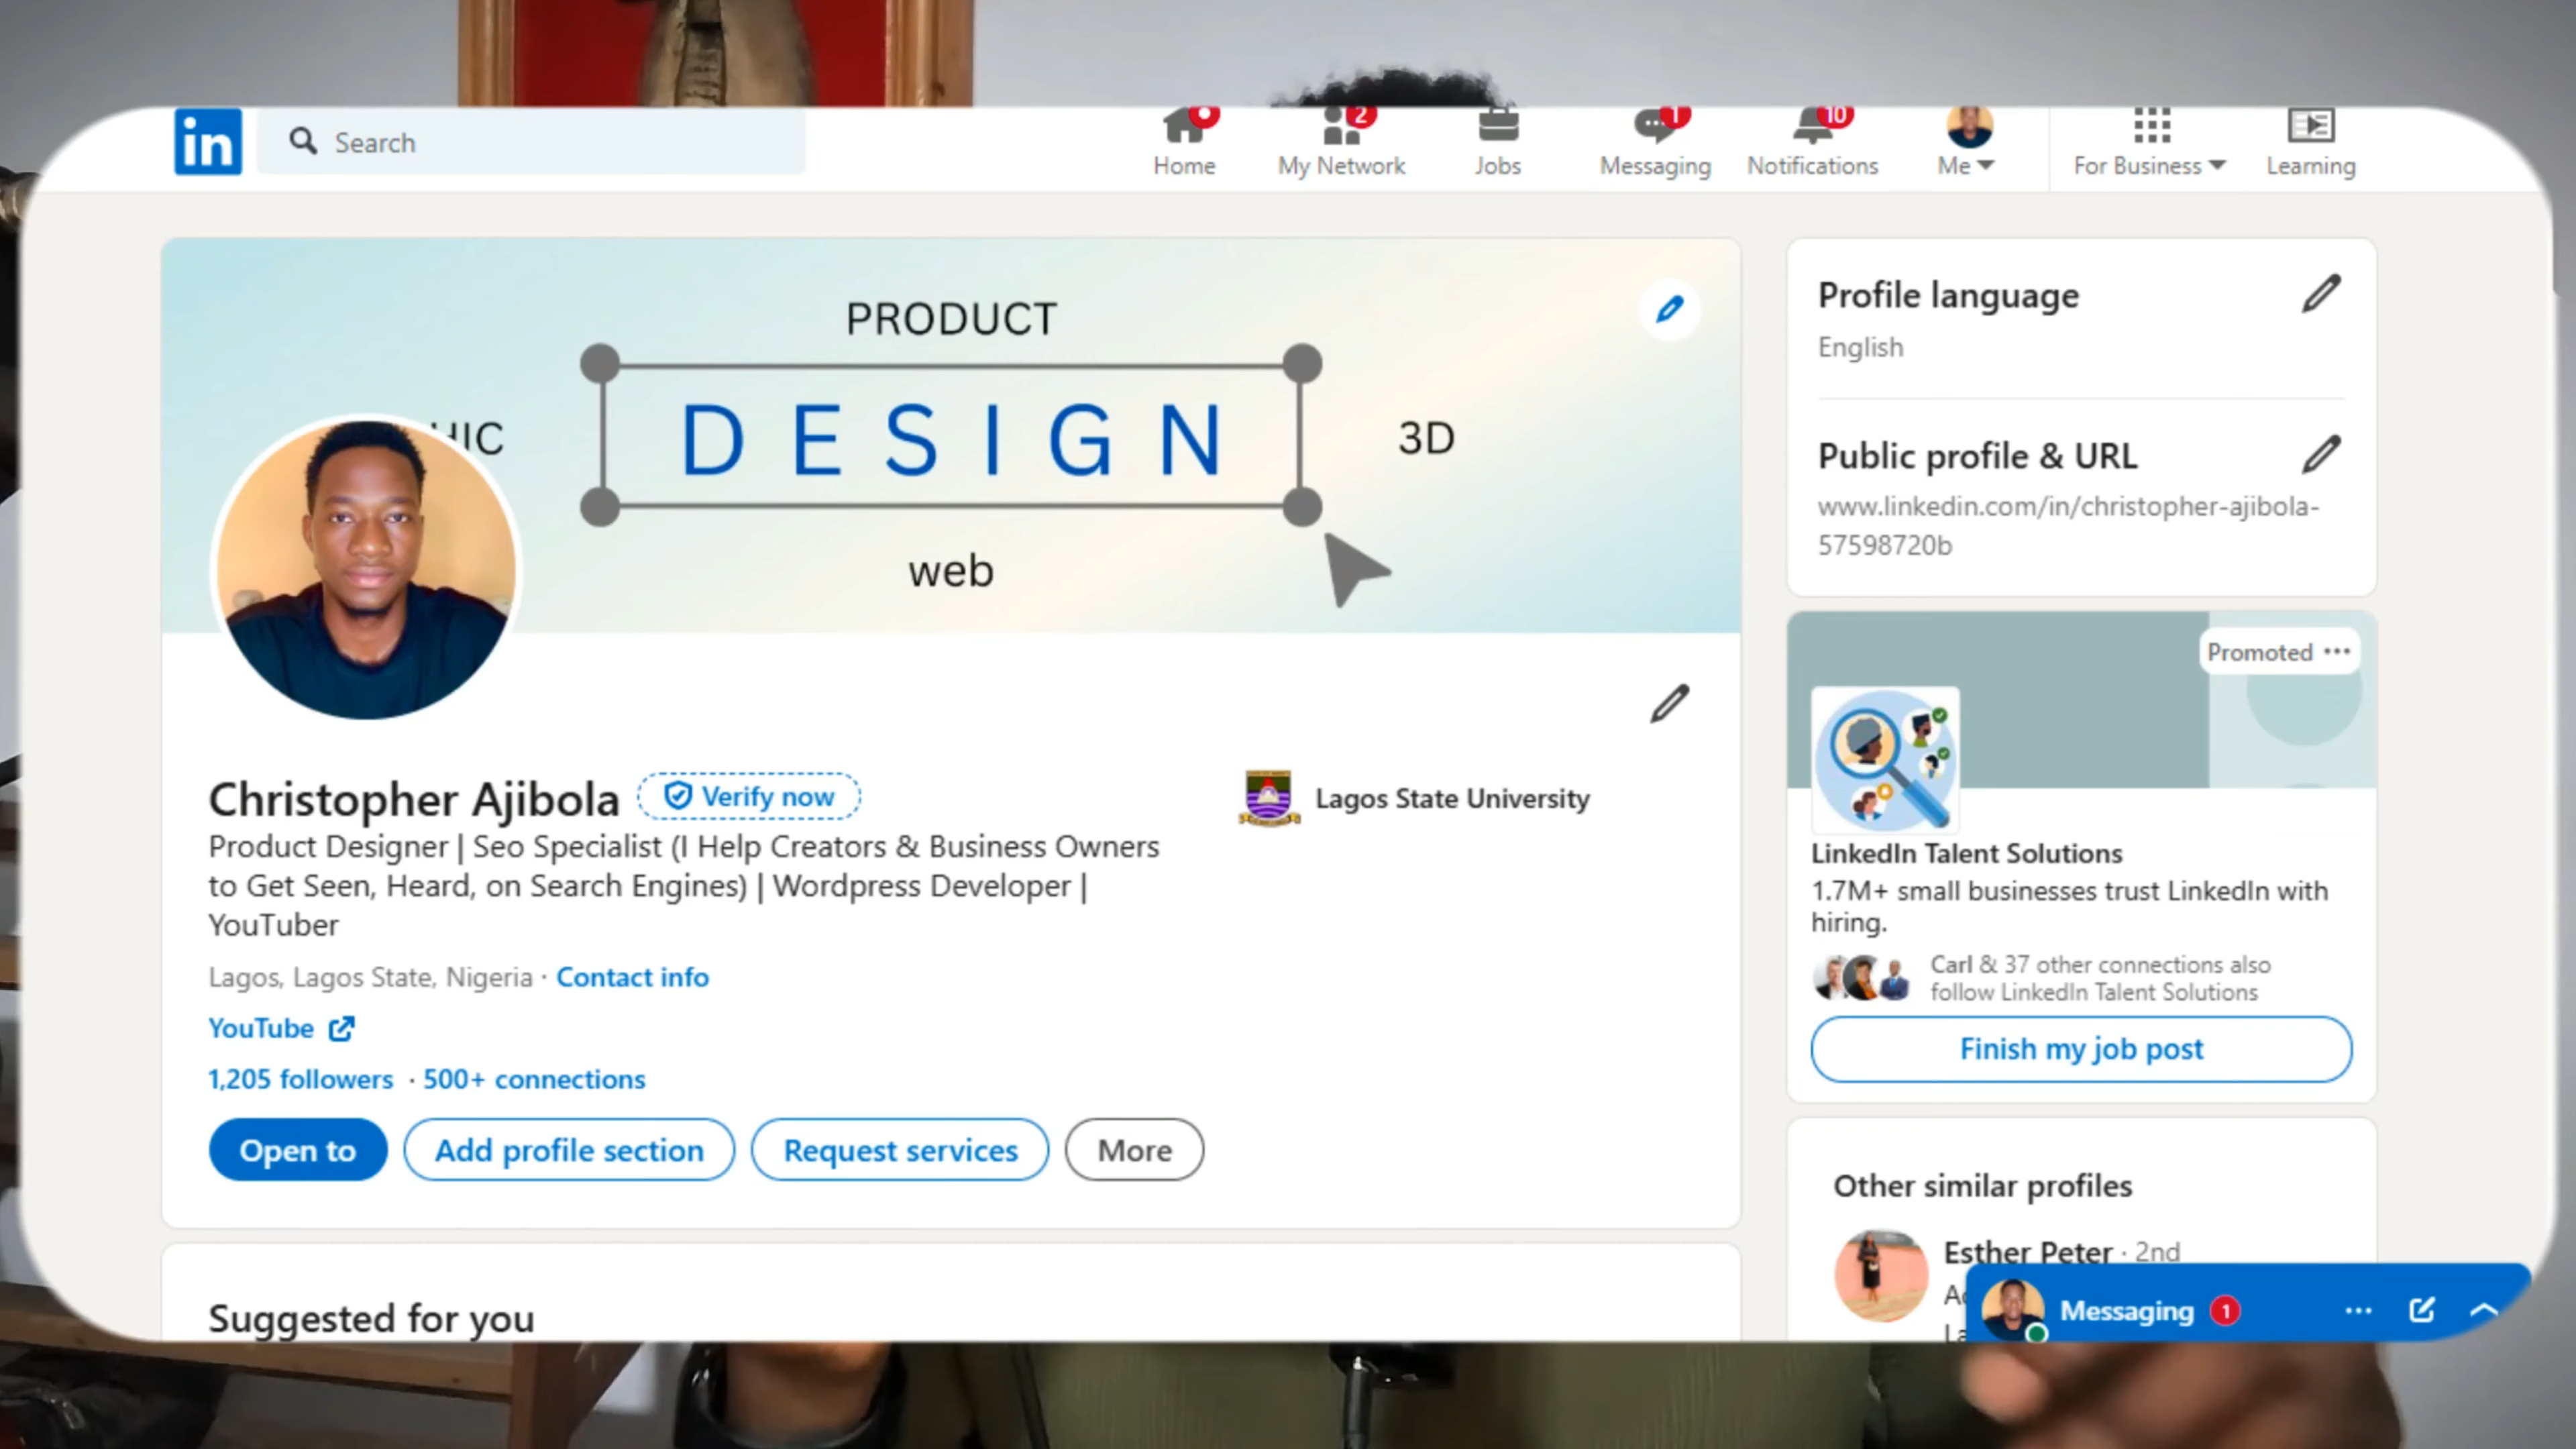 in
Search
2
1
10
Home
My Network
Jobs
Messaging
Notifications
Me
For Business
Learning
PRODUCT
HIC
DESIGN
3D
web
Christopher Ajibola
Verify now
Product Designer | Seo Specialist (I Help Creators & Business Owners
to Get Seen, Heard, on Search Engines) | Wordpress Developer |
YouTuber
Lagos, Lagos State, Nigeria · Contact info
YouTube
1,205 followers · 500+ connections
Open to
Add profile section
Request services
More
Lagos State University
Suggested for you
Profile language
English
Public profile & URL
www.linkedin.com/in/christopher-ajibola-
57598720b
Promoted
LinkedIn Talent Solutions
1.7M+ small businesses trust LinkedIn with
hiring.
Carl & 37 other connections also
follow LinkedIn Talent Solutions
Finish my job post
Other similar profiles
Esther Peter · 2nd
Messaging 1